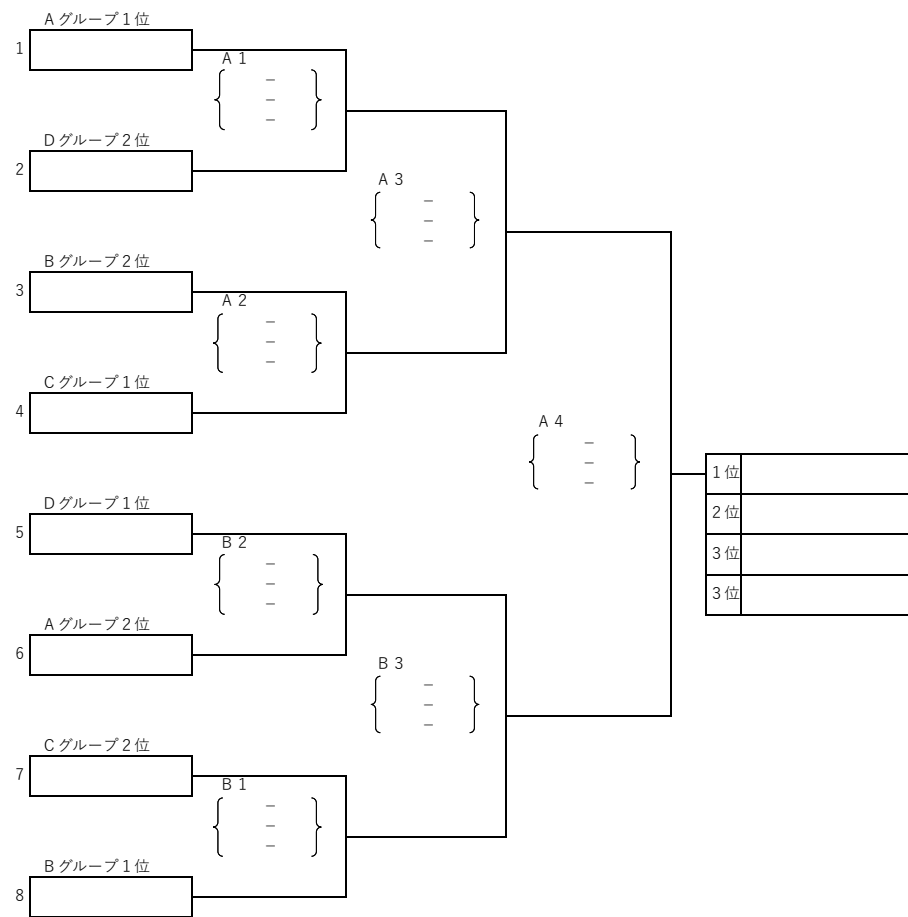 Aグループ1位
1
A1
－
－
－
Dグループ2位
2
A3
－
－
－
Bグループ2位
3
A2
－
－
－
Cグループ1位
4
A4
－
－
－
1位
2位
3位
3位
Dグループ1位
5
B2
－
－
－
Aグループ2位
6
B3
－
－
－
Cグループ2位
7
B1
－
－
－
Bグループ1位
8